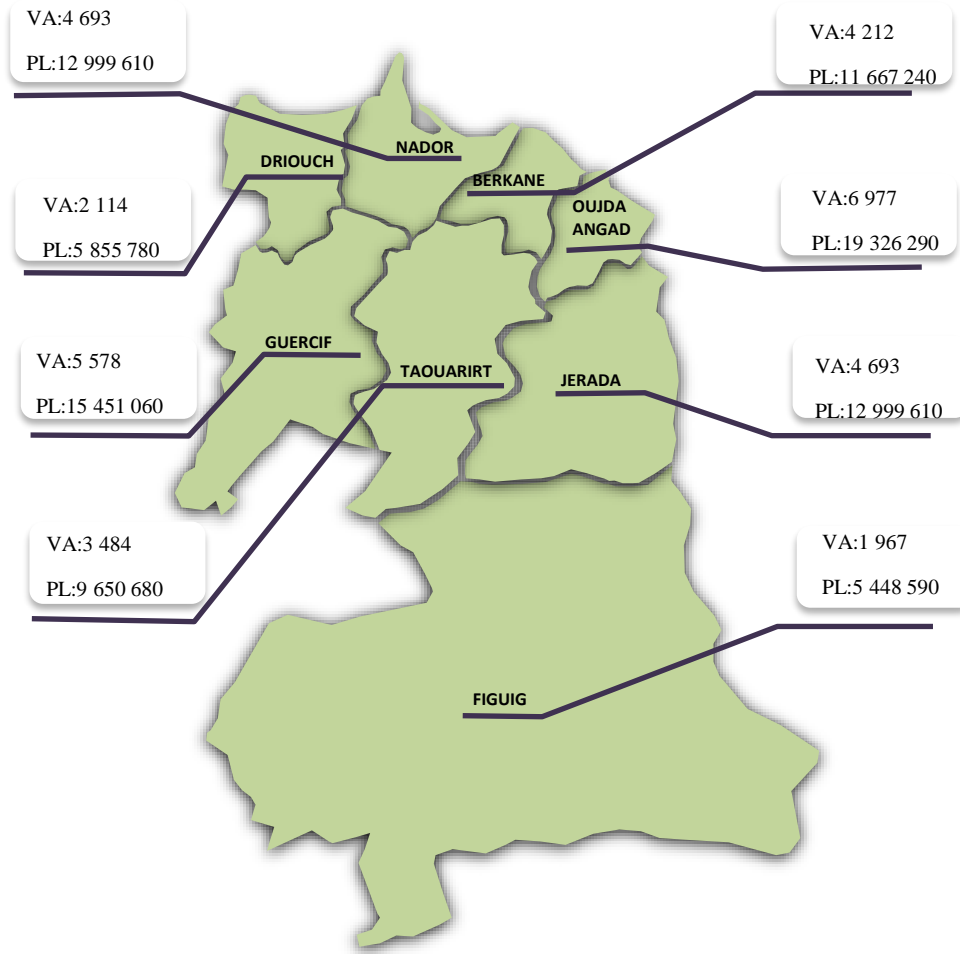 VA:4 693
PL:12 999 610
VA:4 212
PL:11 667 240
NADOR
DRIOUCH
BERKANE
OUJDA
ANGAD
VA:2 114
PL:5 855 780
VA:6 977
PL:19 326 290
GUERCIF
TAOUARIRT
JERADA
VA:5 578
PL:15 451 060
VA:4 693
PL:12 999 610
VA:3 484
PL:9 650 680
VA:1 967
PL:5 448 590
FIGUIG